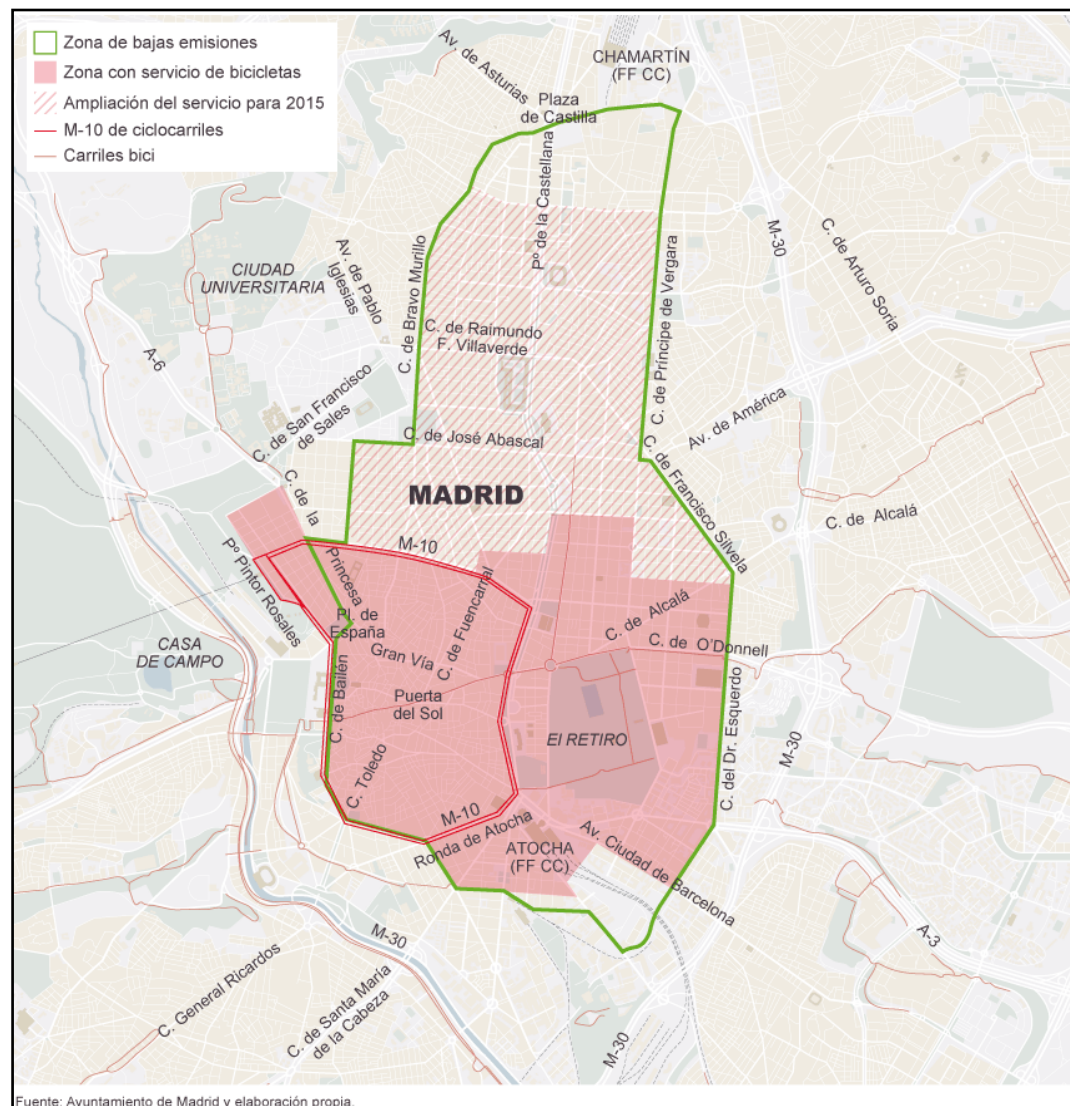 Zona de bajas emisiones
Zona con servicio de bicicletas
Ampliación del servicio para 2015
M-10 de ciclocarriles
Carriles bici
Av. de Asturias
CHAMARTÍN
(FF CC)
Plaza
de Castilla
Pº de la Castellana
M-30
C. de Arturo Soria
CIUDAD
UNIVERSITARIA
Av. de Pablo
Iglesias
C. de Bravo Murillo
C. de Príncipe de Vergara
C. de Raimundo
F. Villaverde
A-6
C. de San Francisco
de Sales
C. de José Abascal
Av. de América
C. de Francisco Silvela
C. de la
Princesa
MADRID
C. de Alcalá
M-10
Pº Pintor Rosales
C. de Fuencarral
Pl. de
España
C. de Alcalá
C. de O'Donnell
CASA
DE CAMPO
Gran Vía
C. de Bailén
Puerta
del Sol
El RETIRO
C. del Dr. Esquerdo
M-30
C. Toledo
M-10
Ronda de Atocha
ATOCHA
(FF CC)
Av. Ciudad de Barcelona
M-30
A-3
C. General Ricardos
C. de Santa María
de la Cabeza
M-30
Fuente: Ayuntamiento de Madrid y elaboración propia.